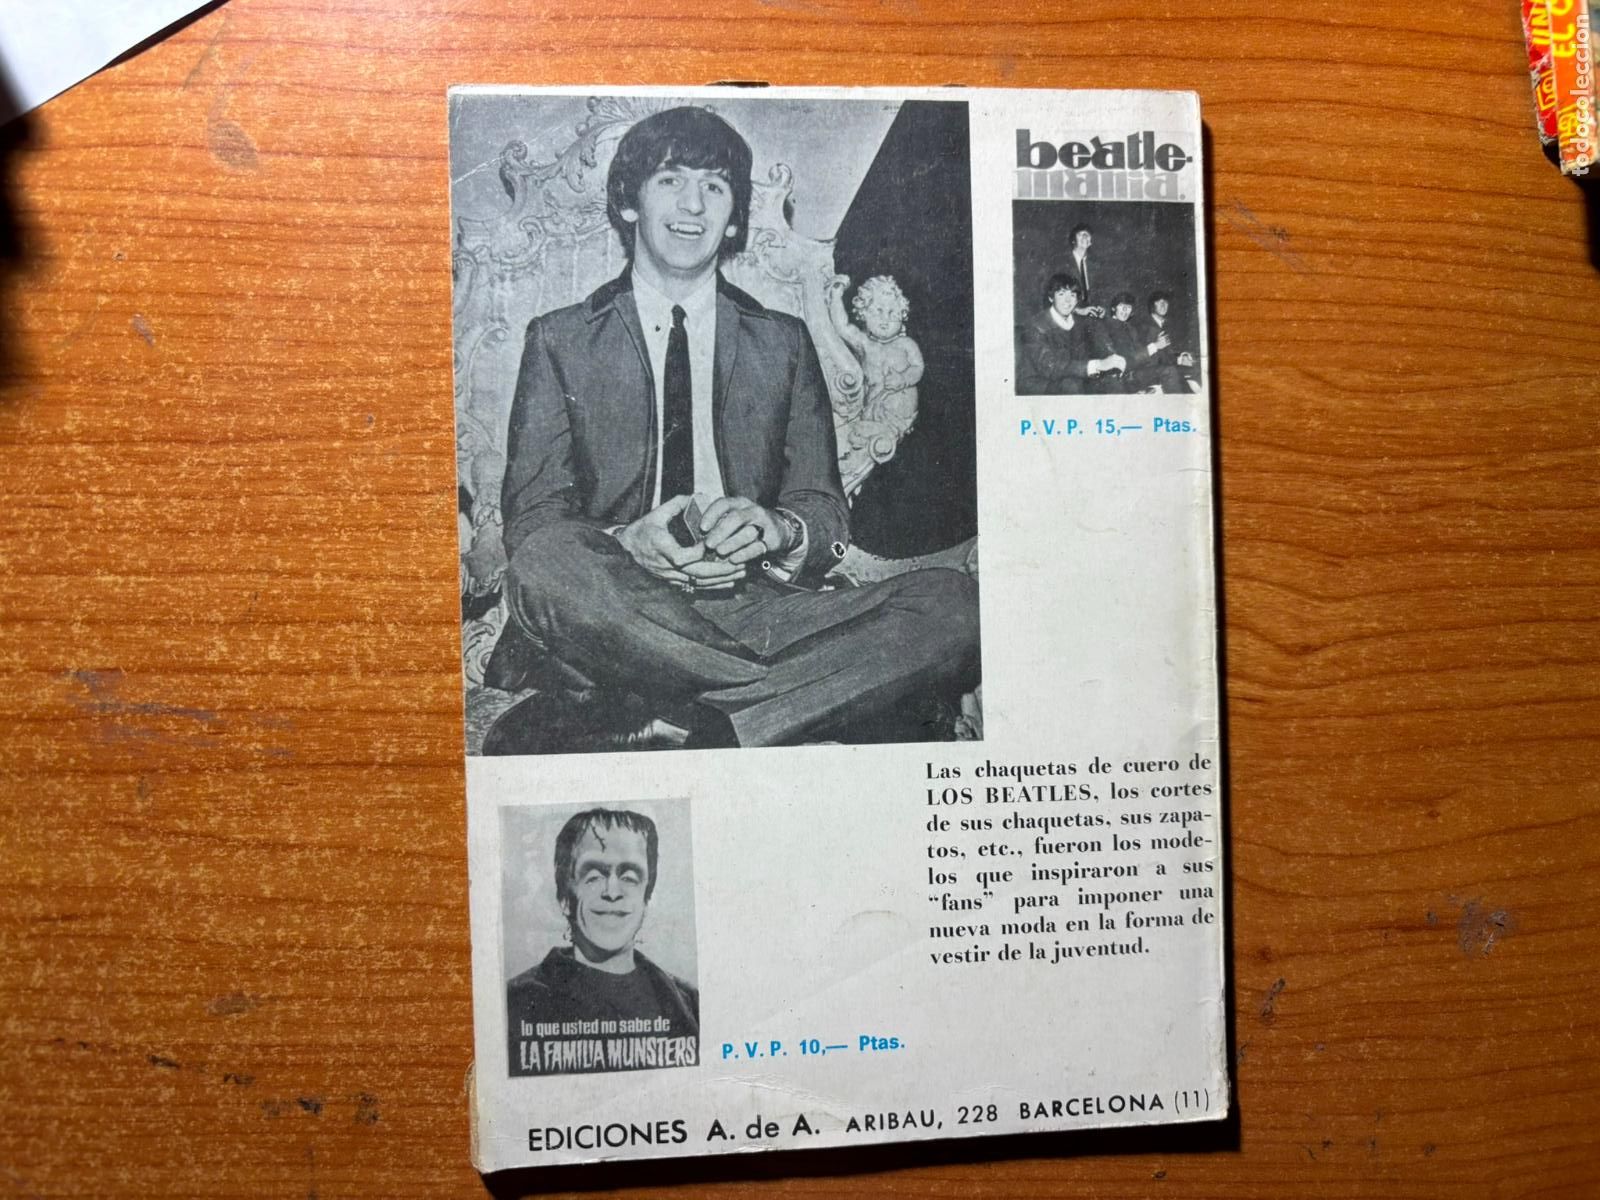 beatle-
mania.
P. V. P. 15,— Ptas.
Las chaquetas de cuero de
LOS BEATLES, los cortes
de sus chaquetas, sus zapa-
tos, etc., fueron los mode-
los que inspiraron a sus
“fans” para imponer una
nueva moda en la forma de
vestir de la juventud.
lo que usted no sabe de
LA FAMILIA MUNSTERS
P. V. P. 10,— Ptas.
EDICIONES A. de A. ARIBAU, 228 BARCELONA (11)
todocoleccion